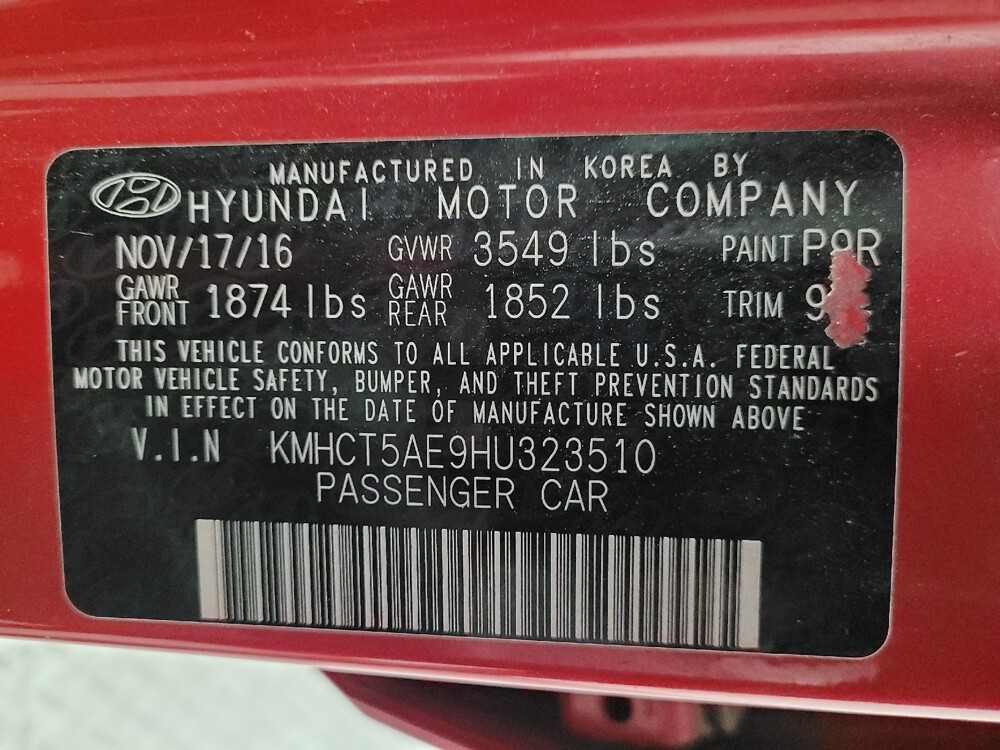 MANUFACTURED IN KOREA BY
HYUNDAI MOTOR COMPANY
NOV/17/16 GVWR 3549 lbs PAINT P9R
GAWR FRONT 1874 lbs GAWR REAR 1852 lbs TRIM
THIS VEHICLE CONFORMS TO ALL APPLICABLE U.S.A. FEDERAL
MOTOR VEHICLE SAFETY, BUMPER, AND THEFT PREVENTION STANDARDS
IN EFFECT ON THE DATE OF MANUFACTURE SHOWN ABOVE
V.I.N KMHCT5AE9HU323510
PASSENGER CAR